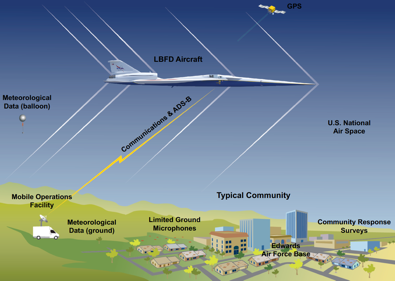 GPS
LBFD Aircraft
Meteorological
Data (balloon)
Communications & ADS-B
U.S. National
Air Space
Mobile Operations
Facility
Typical Community
Meteorological
Data (ground)
Limited Ground
Microphones
Community Response
Surveys
Edwards
Air Force Base